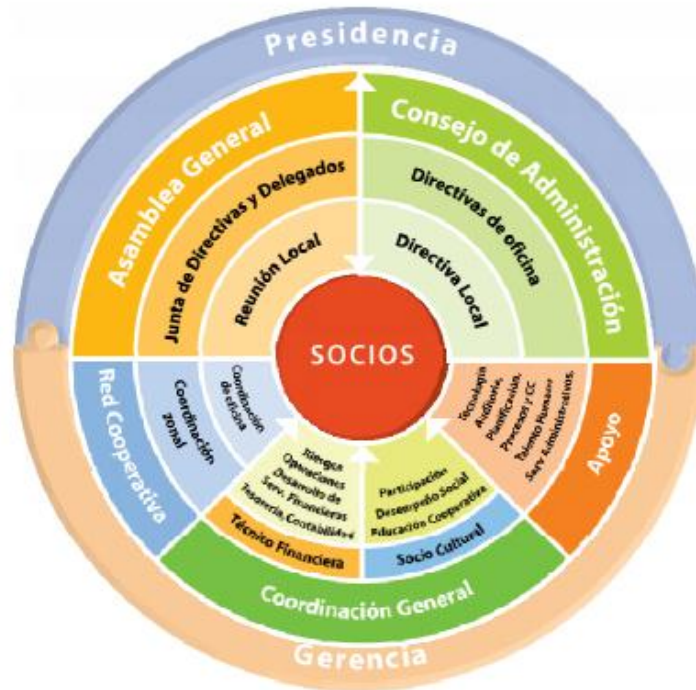 Presidencia
Asamblea General
Consejo de Administración
Junta de Directivas y Delegados
Directivas de oficina
Reunión Local
Directiva Local
SOCIOS
Red Cooperativa
Coordinación
zonal
Coordinación
de oficina
Riesgos
Operaciones
Desarrollo de
Serv. Financieras
Tesorería, Contabilidad
Técnico Financiera
Participación
Desempeño Social
Educación Cooperativa
Socio Cultural
Tecnología
Auditoría,
Planificación,
Procesos y CC
Talento Humano
Serv Administrativos.
Apoyo
Coordinación General
Gerencia